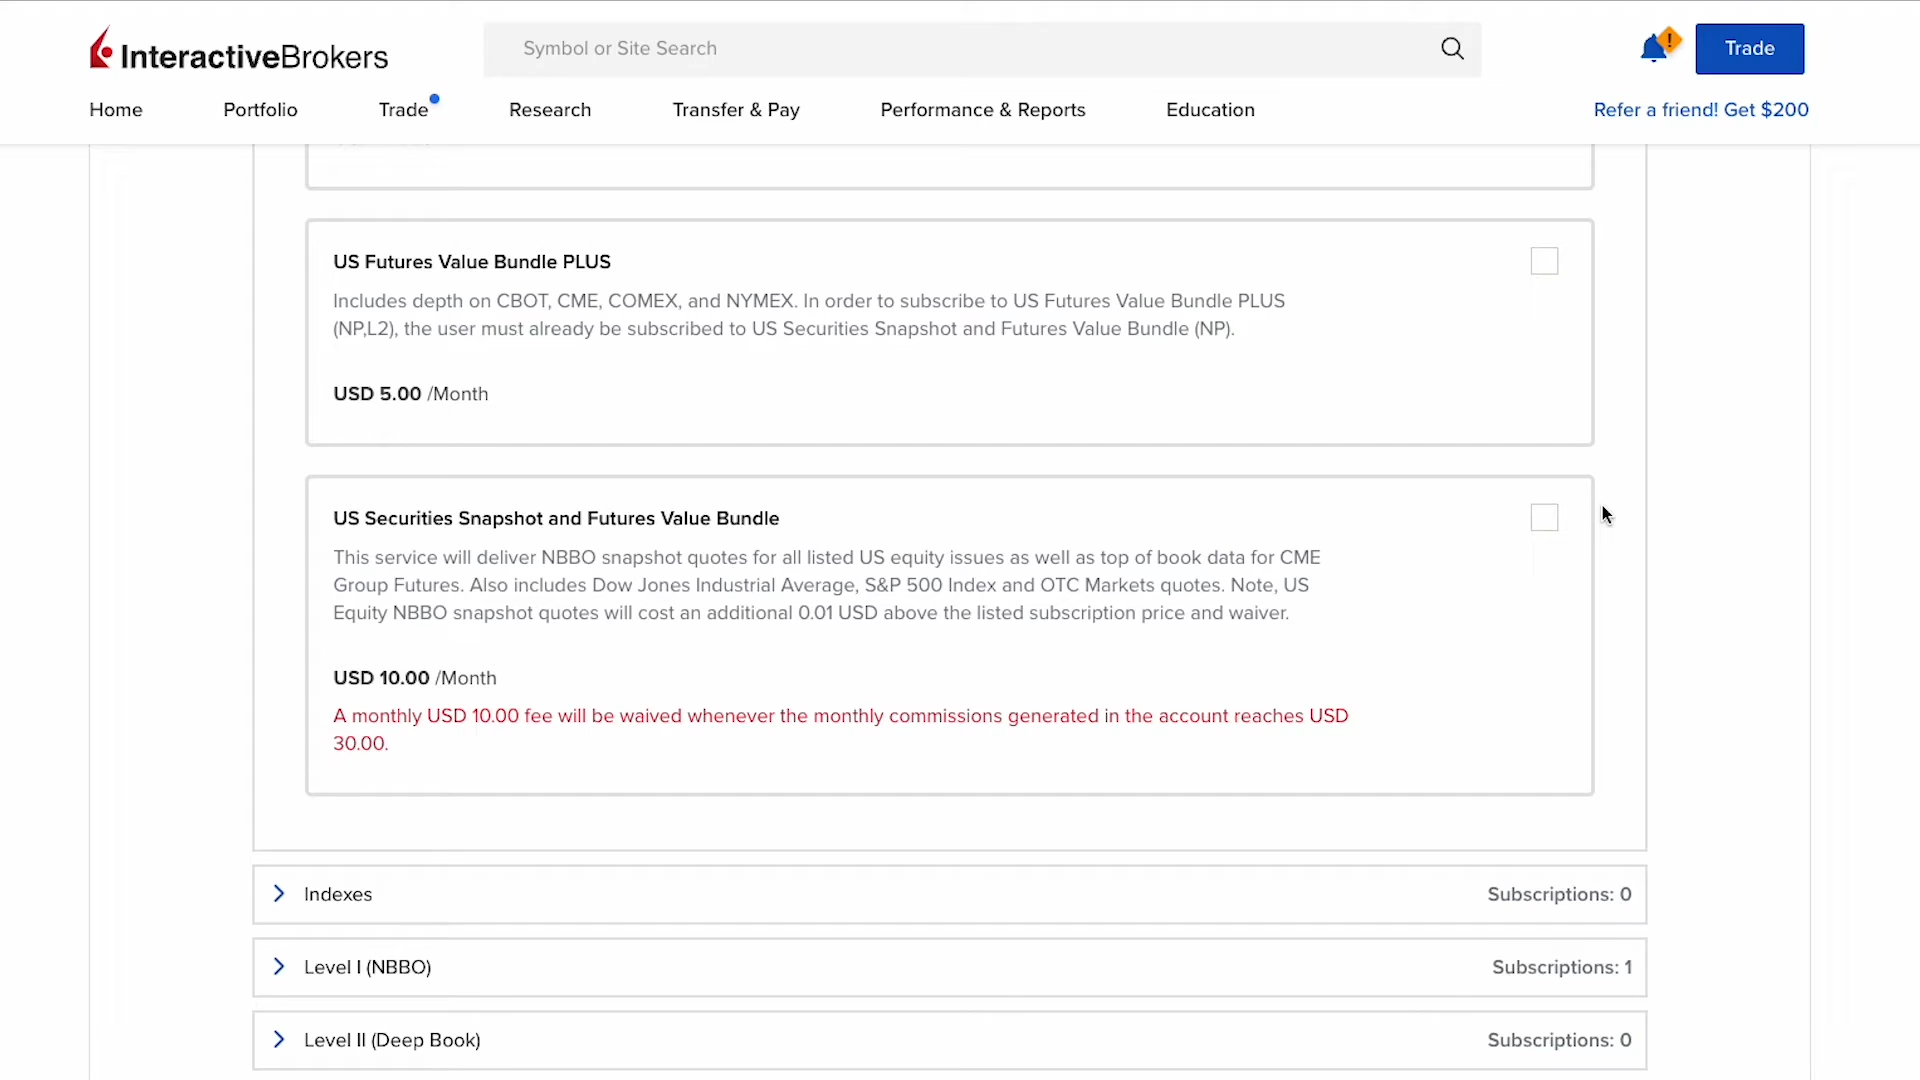 InteractiveBrokers
Symbol or Site Search
!
Trade
Home
Portfolio
Trade
Research
Transfer & Pay
Performance & Reports
Education
Refer a friend! Get $200
US Futures Value Bundle PLUS
Includes depth on CBOT, CME, COMEX, and NYMEX. In order to subscribe to US Futures Value Bundle PLUS
(NP,L2), the user must already be subscribed to US Securities Snapshot and Futures Value Bundle (NP).
USD 5.00 /Month
US Securities Snapshot and Futures Value Bundle
This service will deliver NBBO snapshot quotes for all listed US equity issues as well as top of book data for CME
Group Futures. Also includes Dow Jones Industrial Average, S&P 500 Index and OTC Markets quotes. Note, US
Equity NBBO snapshot quotes will cost an additional 0.01 USD above the listed subscription price and waiver.
USD 10.00 /Month
A monthly USD 10.00 fee will be waived whenever the monthly commissions generated in the account reaches USD
30.00.
Indexes
Subscriptions: 0
Level I (NBBO)
Subscriptions: 1
Level II (Deep Book)
Subscriptions: 0